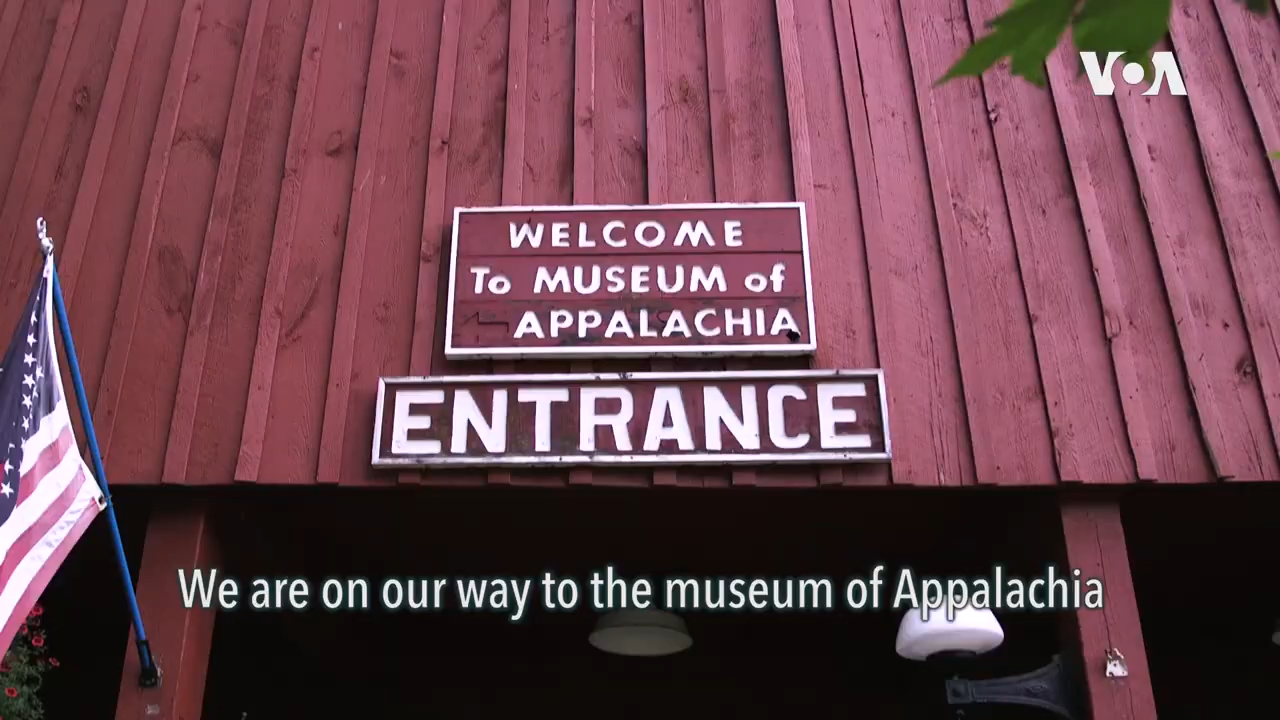 VOA
WELCOME
To MUSEUM of
APPALACHIA
ENTRANCE
We are on our way to the museum of Appalachia